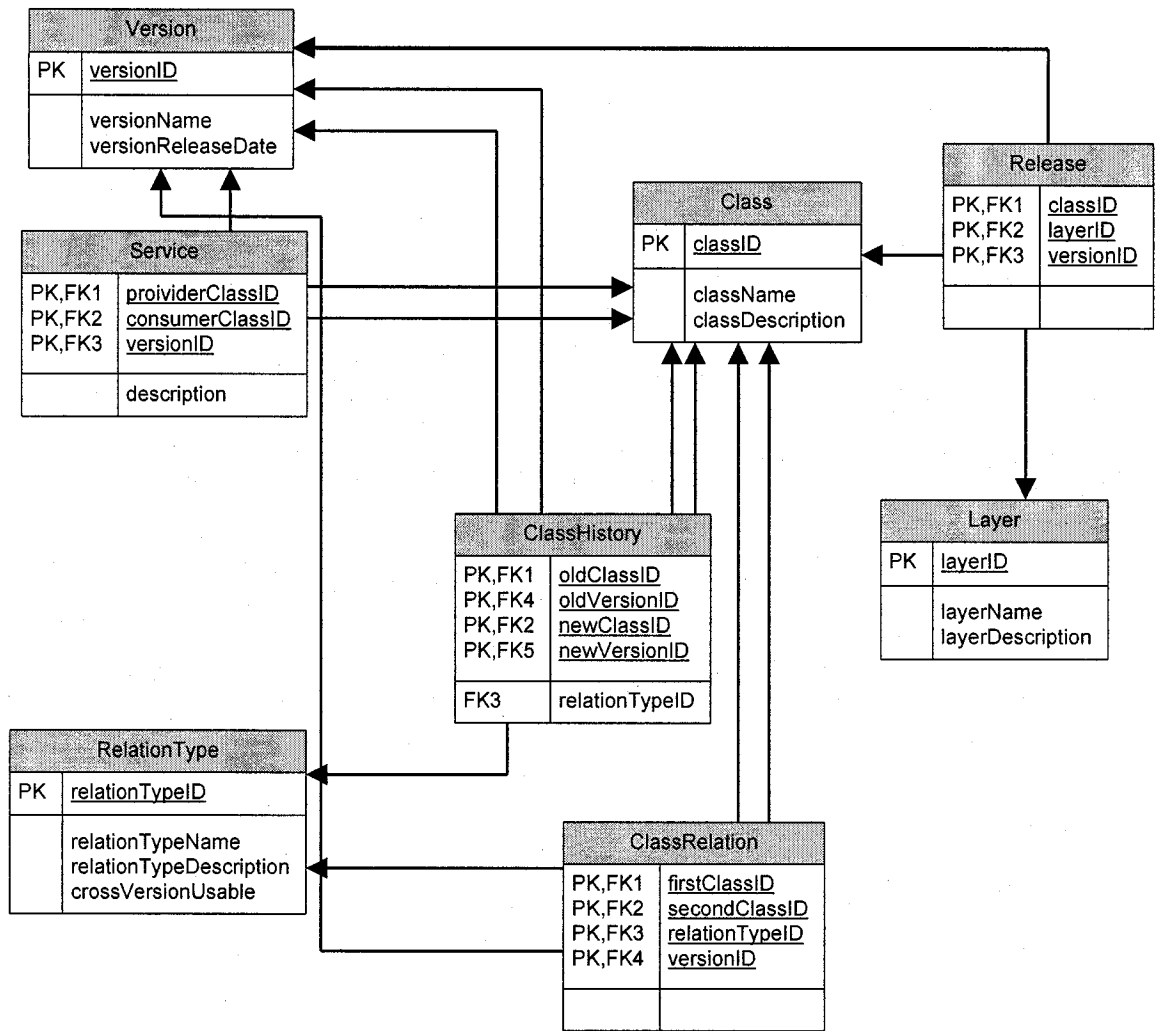 Version
PK versionID
versionName
versionReleaseDate
Service
PK,FK1 proividerClassID
PK,FK2 consumerClassID
PK,FK3 versionID
description
Class
PK classID
className
classDescription
Release
PK,FK1 classID
PK,FK2 layerID
PK,FK3 versionID
ClassHistory
PK,FK1 oldClassID
PK,FK4 oldVersionID
PK,FK2 newClassID
PK,FK5 newVersionID
FK3 relationTypeID
Layer
PK layerID
layerName
layerDescription
RelationType
PK relationTypeID
relationTypeName
relationTypeDescription
crossVersionUsable
ClassRelation
PK,FK1 firstClassID
PK,FK2 secondClassID
PK,FK3 relationTypeID
PK,FK4 versionID